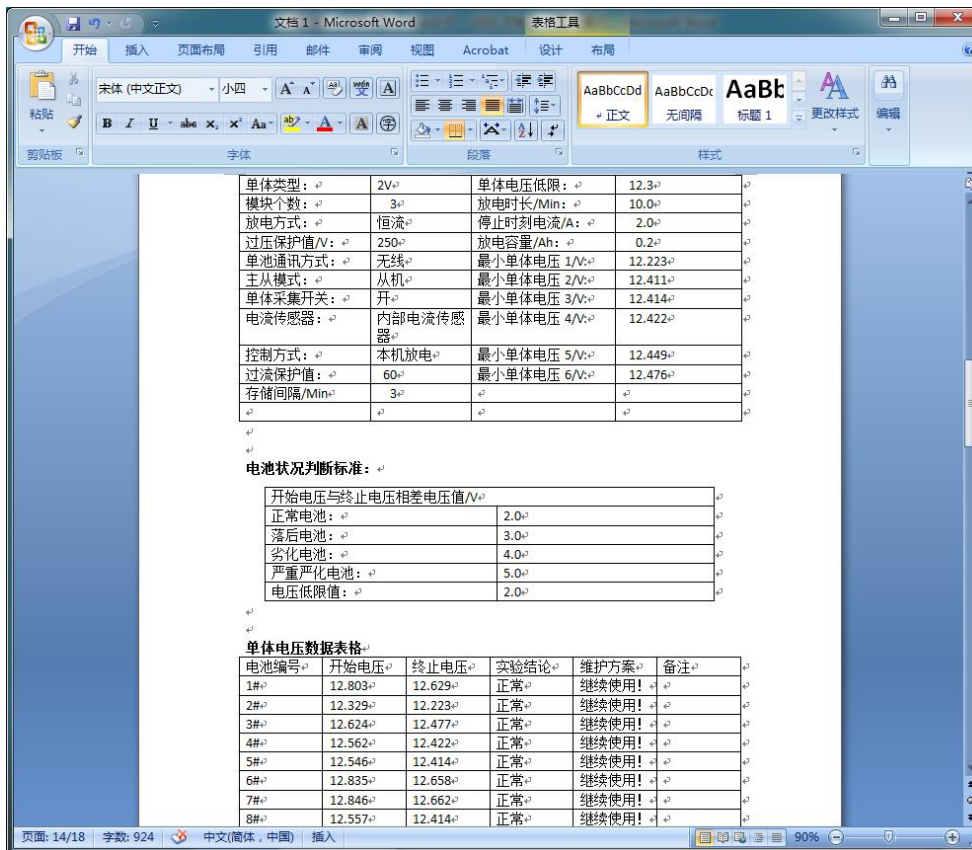 文档 1 - Microsoft Word 表格工具
开始 插入 页面布局 引用 邮件 审阅 视图 Acrobat 设计 布局
宋体 (中文正文) 小四
粘贴
AaBbCcDd AaBbCcDc AaBb
正文 无间隔 标题 1
更改样式 编辑
剪贴板 字体 段落 样式
单体类型： 2V 单体电压低限： 12.3
模块个数： 3 放电时长/Min： 10.0
放电方式： 恒流 停止时刻电流/A： 2.0
过压保护值/V： 250 放电容量/Ah： 0.2
单池通讯方式： 无线 最小单体电压 1/V: 12.223
主从模式： 从机 最小单体电压 2/V: 12.411
单体采集开关： 开 最小单体电压 3/V: 12.414
电流传感器： 内部电流传感器 最小单体电压 4/V: 12.422
控制方式： 本机放电 最小单体电压 5/V: 12.449
过流保护值： 60 最小单体电压 6/V: 12.476
存储间隔/Min 3
电池状况判断标准：
开始电压与终止电压相差电压值/V
正常电池： 2.0
落后电池： 3.0
劣化电池： 4.0
严重严化电池： 5.0
电压低限值： 2.0
单体电压数据表格
电池编号 开始电压 终止电压 实验结论 维护方案 备注
1# 12.803 12.629 正常 继续使用！
2# 12.329 12.223 正常 继续使用！
3# 12.624 12.477 正常 继续使用！
4# 12.562 12.422 正常 继续使用！
5# 12.546 12.414 正常 继续使用！
6# 12.835 12.658 正常 继续使用！
7# 12.846 12.662 正常 继续使用！
8# 12.557 12.414 正常 继续使用！
页面: 14/18 字数: 924 中文(简体，中国) 插入 90%